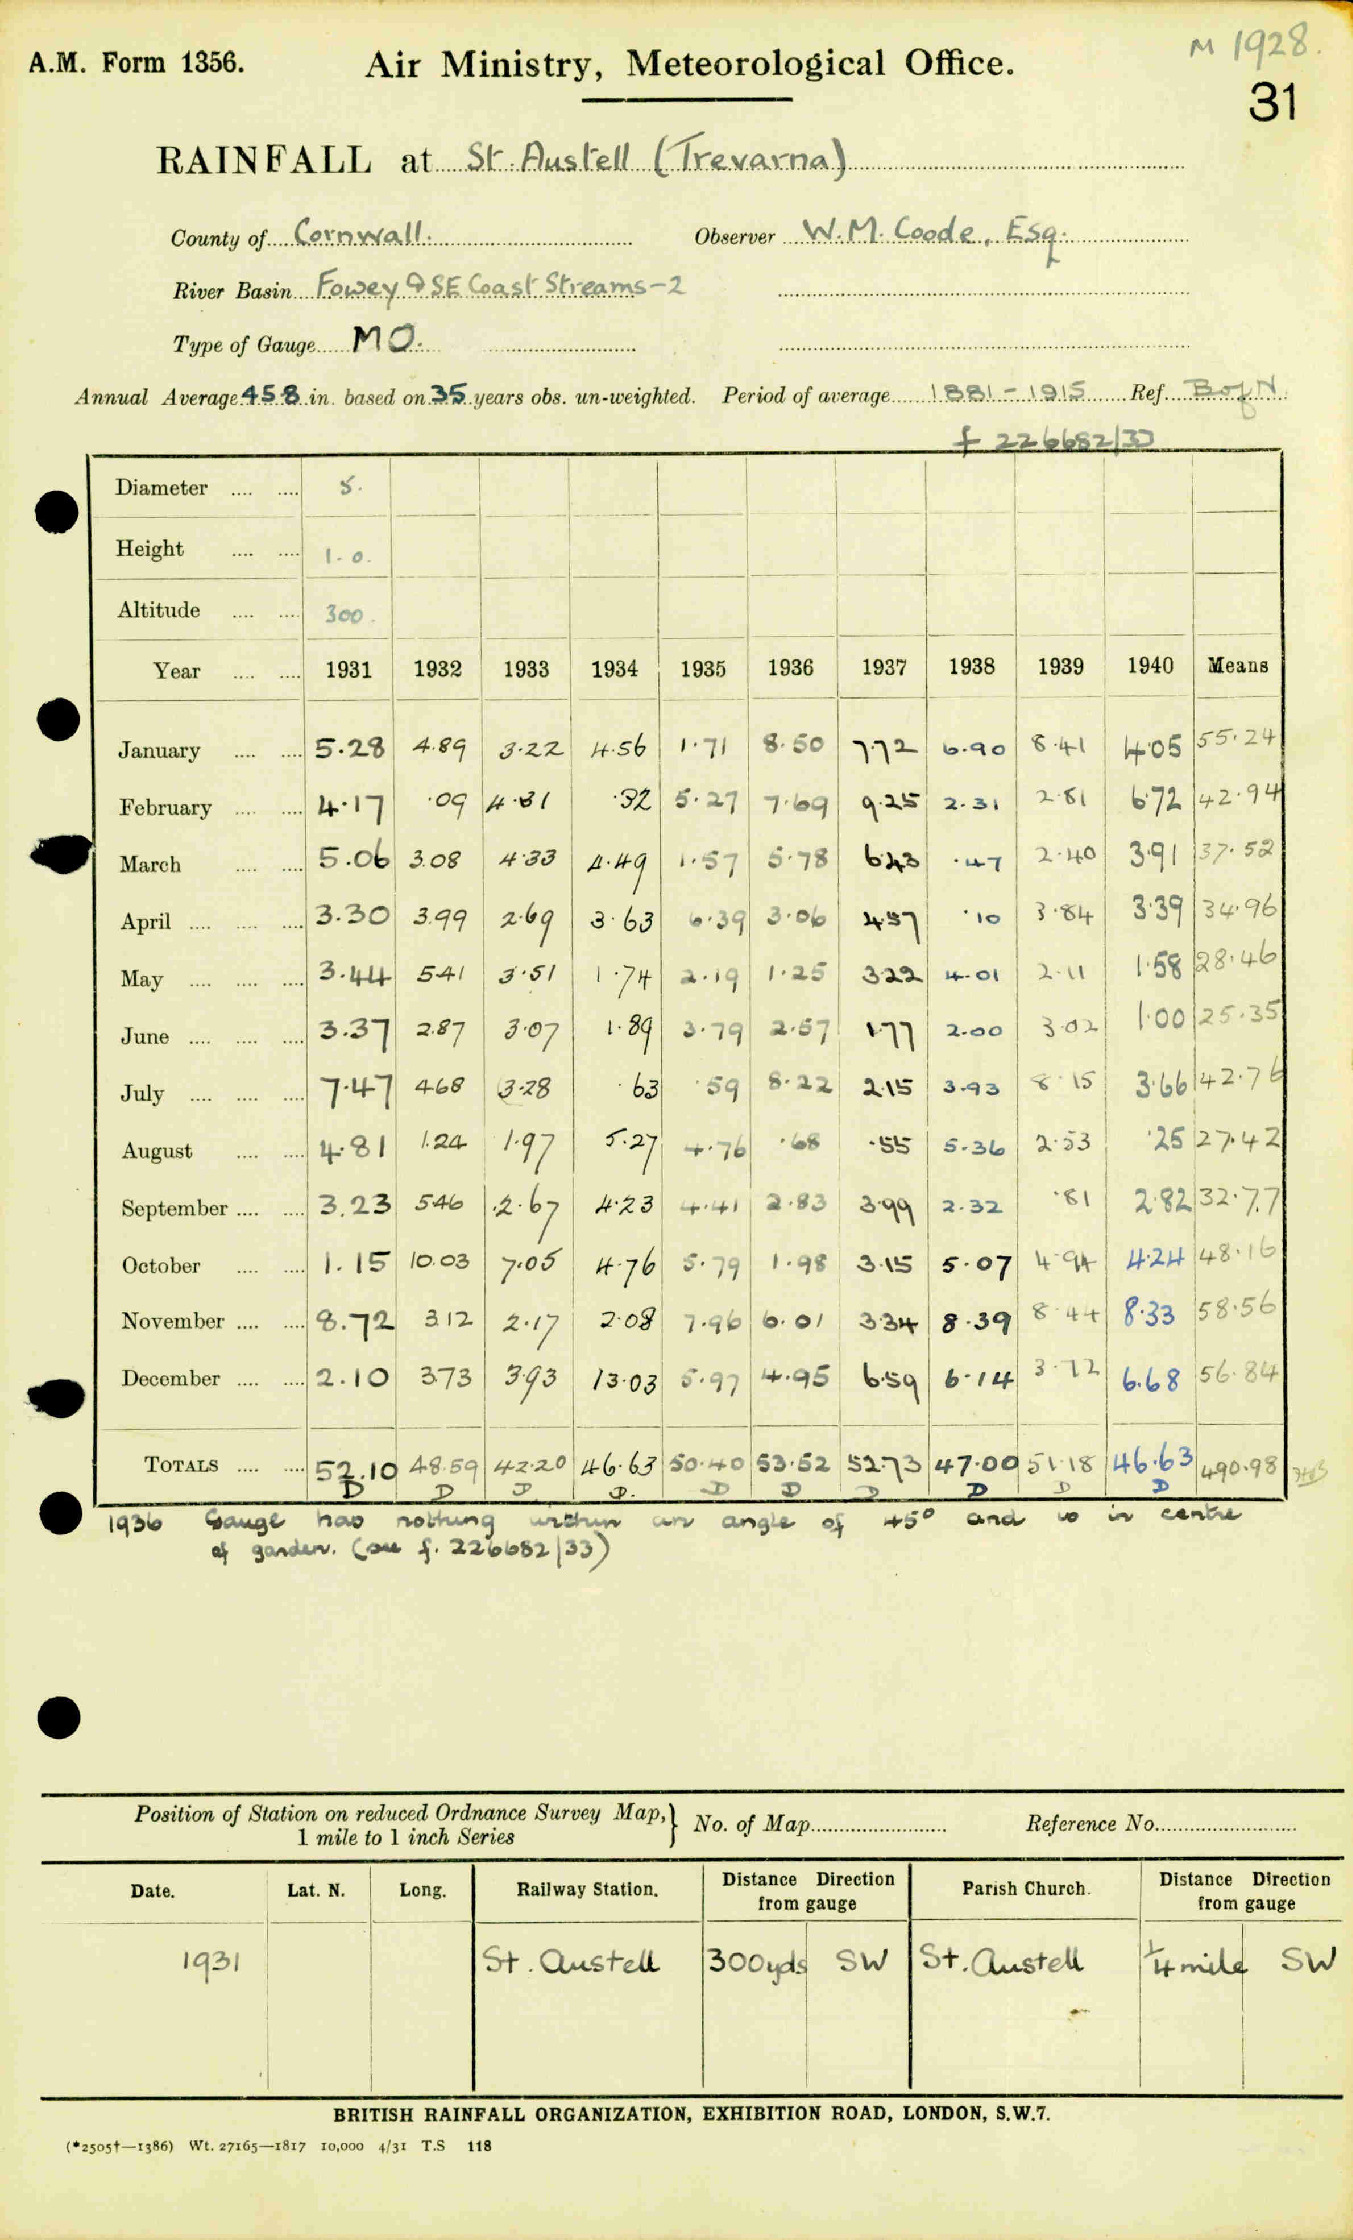 M 1928.
31
A.M. Form 1356.
Air Ministry, Meteorological Office.
RAINFALL at St. Austell (Trevarna)
County of Cornwall. Observer W.M. Coode, Esq.
River Basin Fowey & SE Coast Streams-2
Type of Gauge MO.
Annual Average 45.8 in. based on 35 years obs. un-weighted. Period of average 1881-1915 Ref. B of N
f 226682/33
Diameter .... .... 5.
Height .... .... 1.0.
Altitude .... .... 300.
Year .... .... 1931 1932 1933 1934 1935 1936 1937 1938 1939 1940 Means
January .... .... 5.28 4.89 3.22 4.56 1.71 8.50 7.72 6.90 8.41 4.05 55.24
February .... .... 4.17 .09 4.31 .32 5.27 7.69 9.25 2.31 2.81 6.72 42.94
March .... .... 5.06 3.08 4.33 4.49 1.57 5.78 6.43 .47 2.40 3.91 37.52
April .... .... .... 3.30 3.99 2.69 3.63 6.39 3.06 4.57 .10 3.84 3.39 34.96
May .... .... .... 3.44 5.41 3.51 1.74 2.19 1.25 3.22 4.01 2.11 1.58 28.46
June .... .... .... 3.37 2.87 3.07 1.89 3.79 2.57 1.77 2.00 3.02 1.00 25.35
July .... .... .... 7.47 4.68 3.28 .63 .59 8.22 2.15 3.93 8.15 3.66 42.76
August .... .... 4.81 1.24 1.97 5.27 4.76 .68 .55 5.36 2.53 .25 27.42
September .... .... 3.23 5.46 2.67 4.23 4.41 2.83 3.99 2.32 .81 2.82 32.77
October .... .... 1.15 10.03 7.05 4.76 5.79 1.98 3.15 5.07 4.94 4.24 48.16
November .... .... 8.72 3.12 2.17 2.08 7.96 6.01 3.34 8.39 8.44 8.33 58.56
December .... .... 2.10 3.73 3.93 13.03 5.97 4.95 6.59 6.14 3.72 6.68 56.84
TOTALS .... .... 52.10 48.59 42.20 46.63 50.40 53.52 52.73 47.00 51.18 46.63 490.98
D D D D. D D D D D D
1936 Gauge has nothing within an angle of 45° and is in centre
of garden. (see f. 226682/33)
Position of Station on reduced Ordnance Survey Map, } No. of Map Reference No.
1 mile to 1 inch Series
Date. Lat. N. Long. Railway Station. Distance Direction from gauge Parish Church. Distance Direction from gauge
1931 St. Austell 300yds SW St. Austell 1/4 mile SW
BRITISH RAINFALL ORGANIZATION, EXHIBITION ROAD, LONDON, S.W.7.
(*2505†—1386) Wt. 27165—1817 10,000 4/31 T.S 118